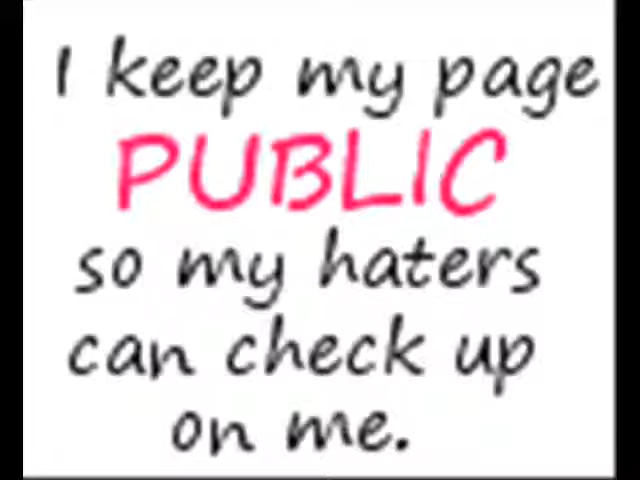 I keep my page
PUBLIC
so my haters
can check up
on me.